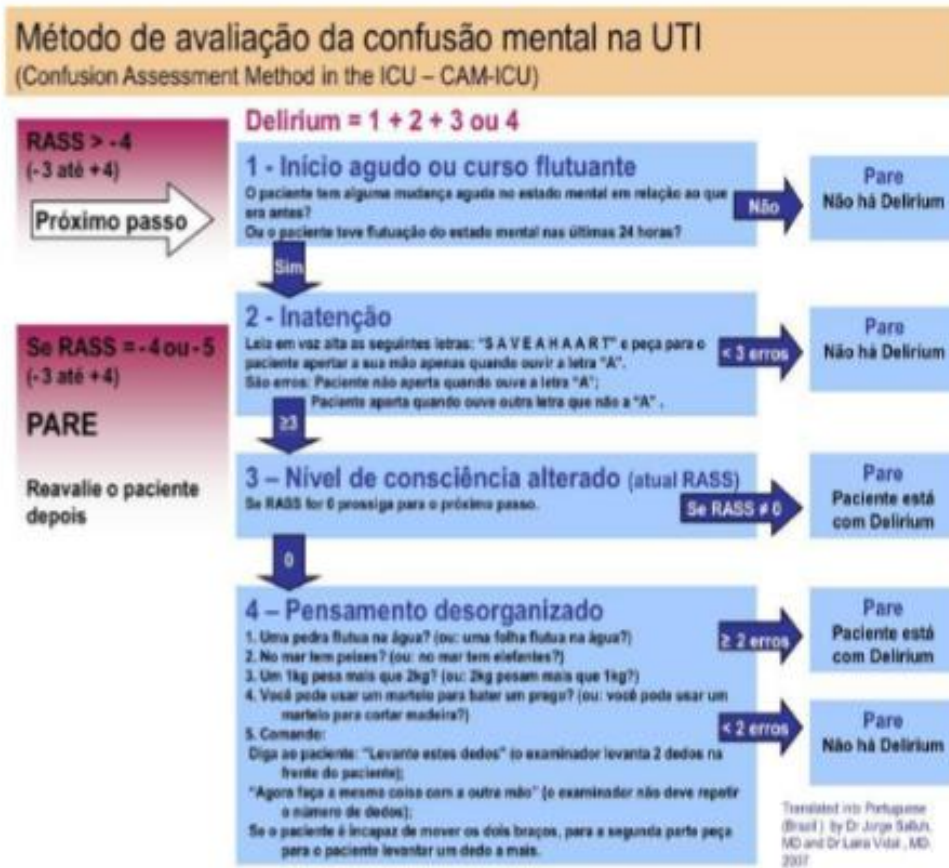 Método de avaliação da confusão mental na UTI
(Confusion Assessment Method in the ICU – CAM-ICU)
RASS > -4
(-3 até +4)
Próximo passo
Se RASS = -4 ou -5
(-3 até +4)
PARE
Reavalie o paciente
depois
Delirium = 1 + 2 + 3 ou 4
1 - Início agudo ou curso flutuante
O paciente tem alguma mudança aguda no estado mental em relação ao que
era antes?
Ou o paciente teve flutuação do estado mental nas últimas 24 horas?
Não
Pare
Não há Delirium
Sim
2 - Inatenção
Leia em voz alta as seguintes letras: "S A V E A H A A R T" e peça para o
paciente apertar a sua mão apenas quando ouvir a letra "A".
São erros: Paciente não aperta quando ouve a letra "A";
Paciente aperta quando ouve outra letra que não a "A" .
< 3 erros
Pare
Não há Delirium
≥3
3 – Nível de consciência alterado (atual RASS)
Se RASS for 0 prossiga para o próximo passo.
Se RASS ≠ 0
Pare
Paciente está
com Delirium
0
4 – Pensamento desorganizado
1. Uma pedra flutua na água? (ou: uma folha flutua na água?)
2. No mar tem peixes? (ou: no mar tem elefantes?)
3. Um 1kg pesa mais que 2kg? (ou: 2kg pesam mais que 1kg?)
4. Você pode usar um martelo para bater um prego? (ou: você pode usar um
martelo para cortar madeira?)
5. Comando:
Diga ao paciente: "Levante estes dedos" (o examinador levanta 2 dedos na
frente do paciente);
"Agora faça a mesma coisa com a outra mão" (o examinador não deve repetir
o número de dedos);
Se o paciente é incapaz de mover os dois braços, para a segunda parte peça
para o paciente levantar um dedo a mais.
≥ 2 erros
Pare
Paciente está
com Delirium
< 2 erros
Pare
Não há Delirium
Translated into Portuguese
(Brazil ) by Dr Jorge Salluh,
MD and Dr Laira Vidal , MD.
2007